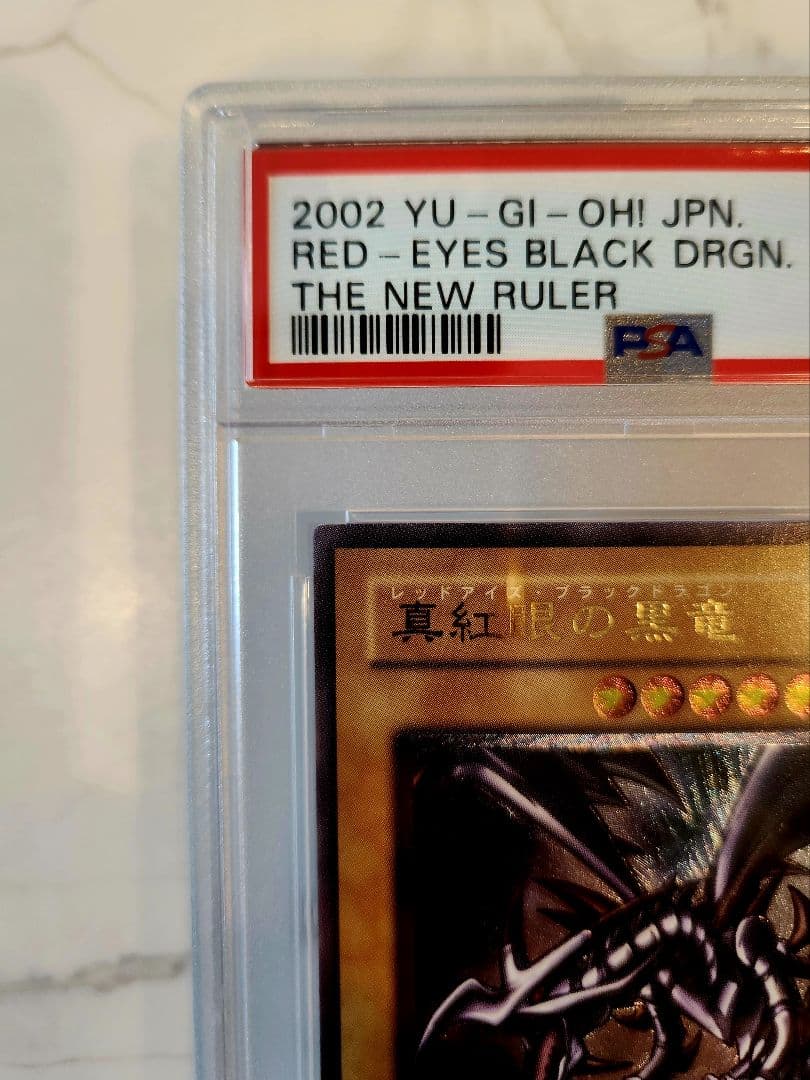 2002 YU-GI-OH! JPN.
RED-EYES BLACK DRGN.
THE NEW RULER
PSA
レッドアイズ・ブラックドラゴン
真紅眼の黒竜